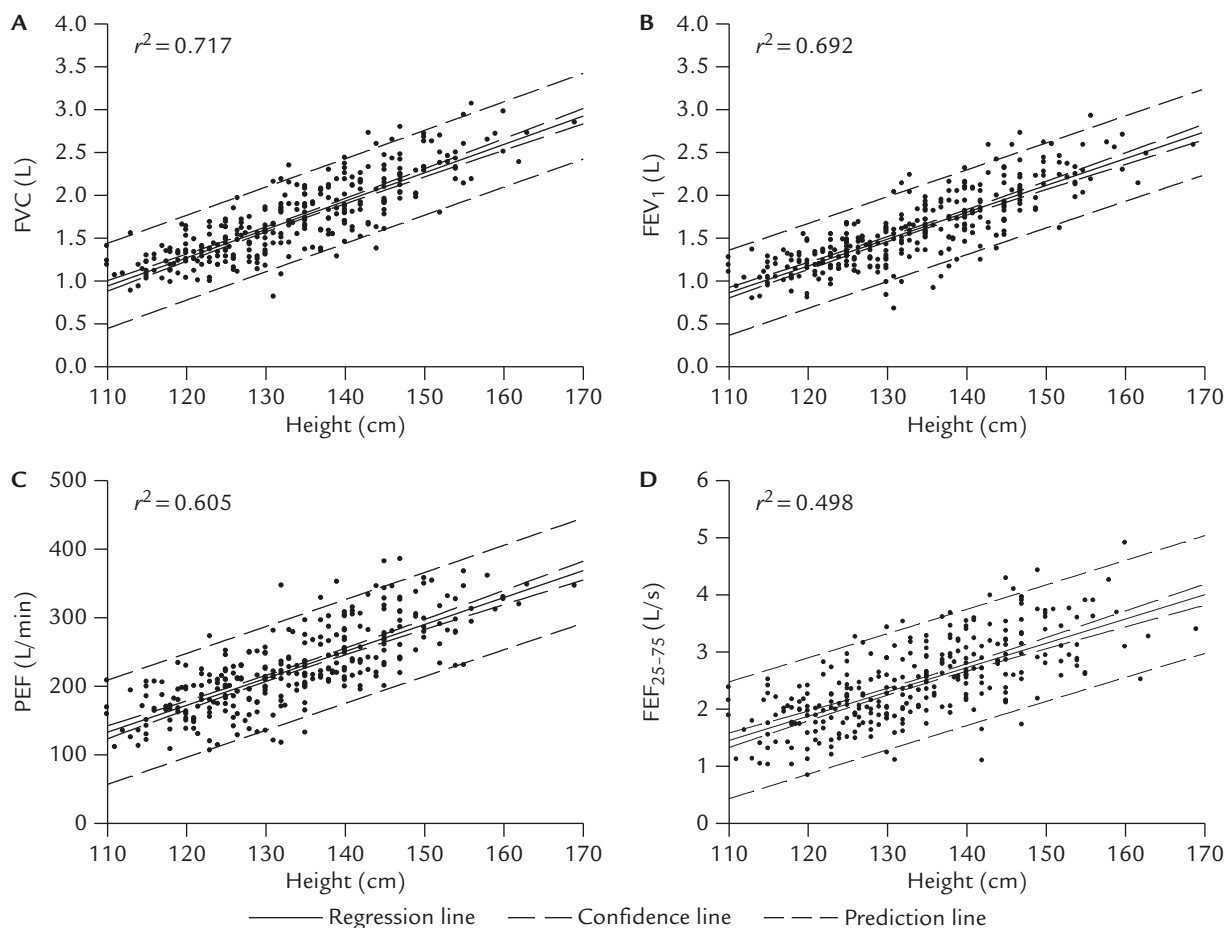 A
r² = 0.717
FVC (L)
4.0
3.5
3.0
2.5
2.0
1.5
1.0
0.5
0.0
110 120 130 140 150 160 170
Height (cm)
B
r² = 0.692
FEV₁ (L)
4.0
3.5
3.0
2.5
2.0
1.5
1.0
0.5
0.0
110 120 130 140 150 160 170
Height (cm)
C
r² = 0.605
PEF (L/min)
500
400
300
200
100
0
110 120 130 140 150 160 170
Height (cm)
D
r² = 0.498
FEF₂₅₋₇₅ (L/s)
6
5
4
3
2
1
0
110 120 130 140 150 160 170
Height (cm)
Regression line Confidence line Prediction line